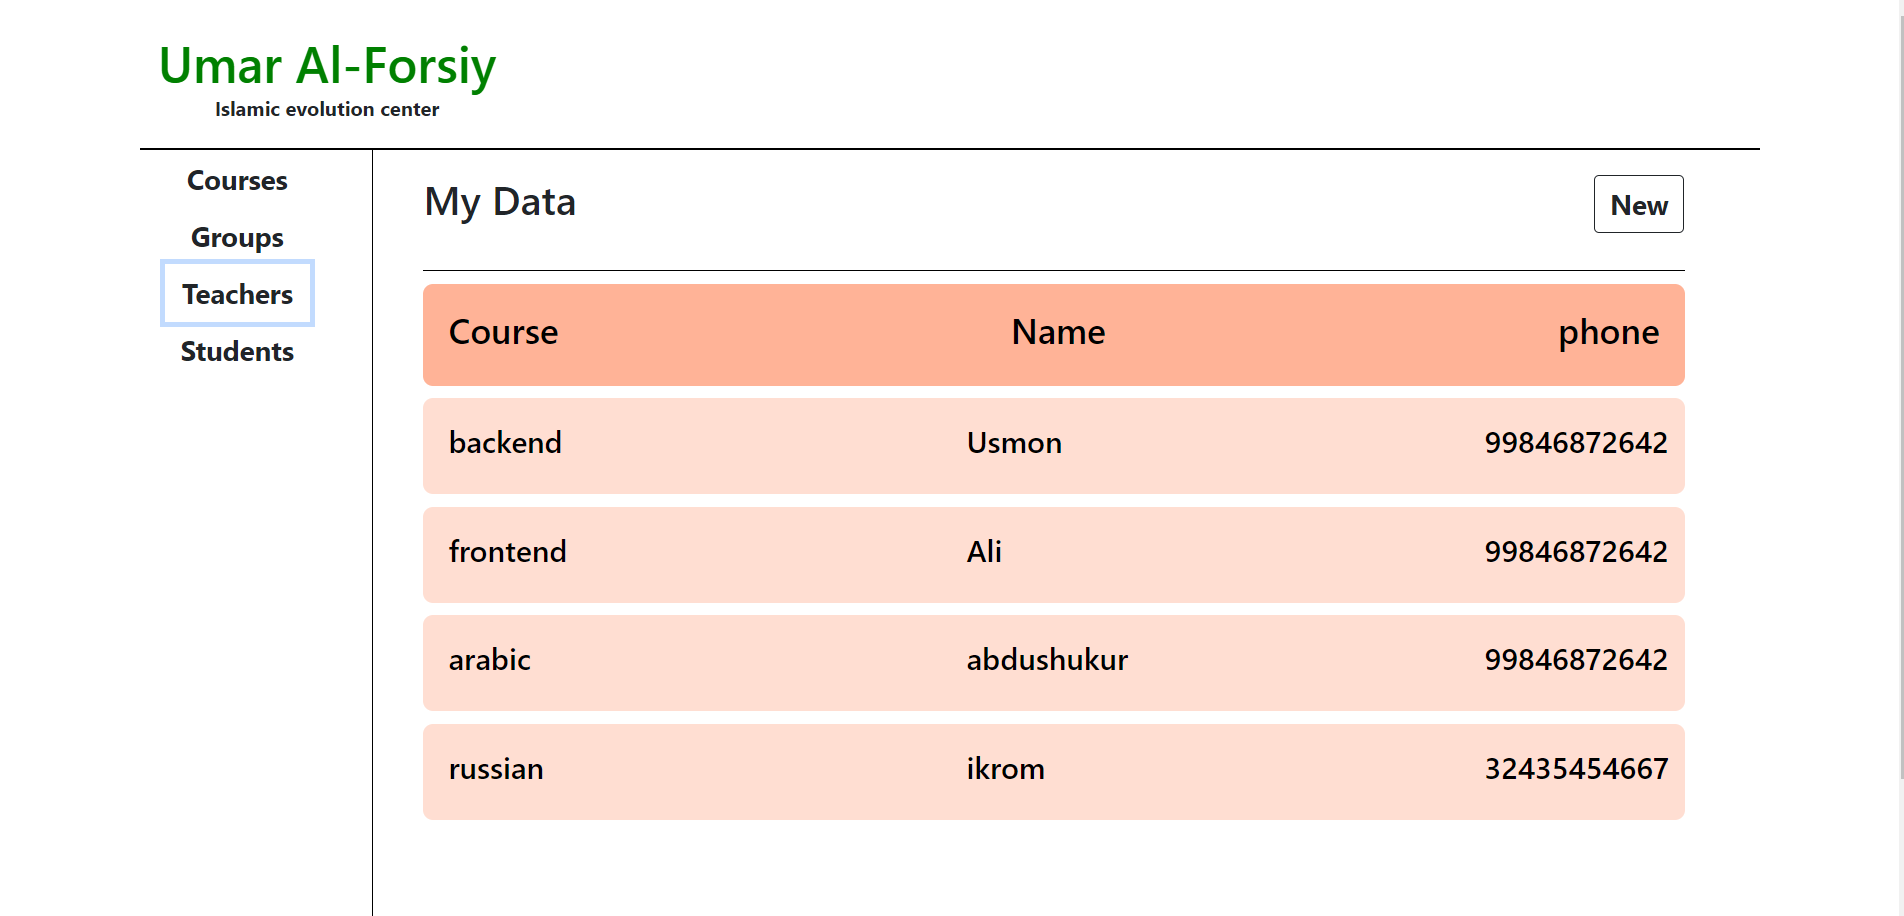 Umar Al-Forsiy
Islamic evolution center
Courses
Groups
Teachers
Students
My Data
New
Course Name phone
backend Usmon 99846872642
frontend Ali 99846872642
arabic abdushukur 99846872642
russian ikrom 32435454667